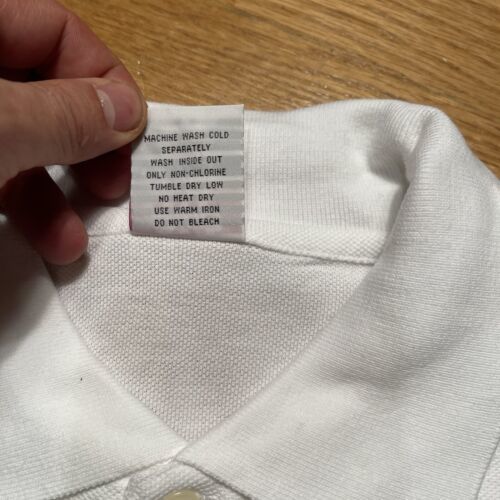 MACHINE WASH COLD
SEPARATELY
WASH INSIDE OUT
ONLY NON-CHLORINE
TUMBLE DRY LOW
NO HEAT DRY
USE WARM IRON
DO NOT BLEACH